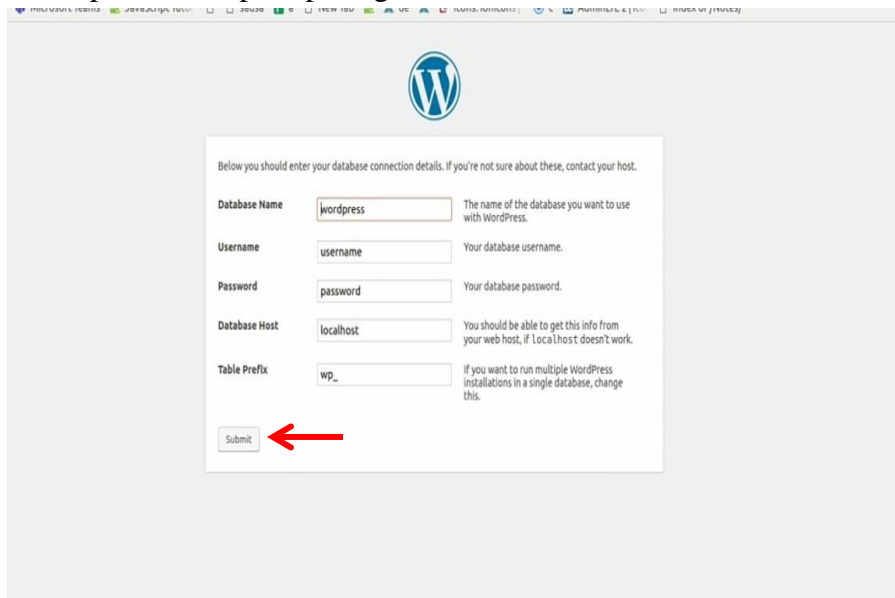 Microsoft Teams
New Tab
Below you should enter your database connection details. If you're not sure about these, contact your host.
Database Name
wordpress
The name of the database you want to use
with WordPress.
Username
username
Your database username.
Password
password
Your database password.
Database Host
localhost
You should be able to get this info from
your web host, if localhost doesn't work.
Table Prefix
wp_
If you want to run multiple WordPress
installations in a single database, change
this.
Submit